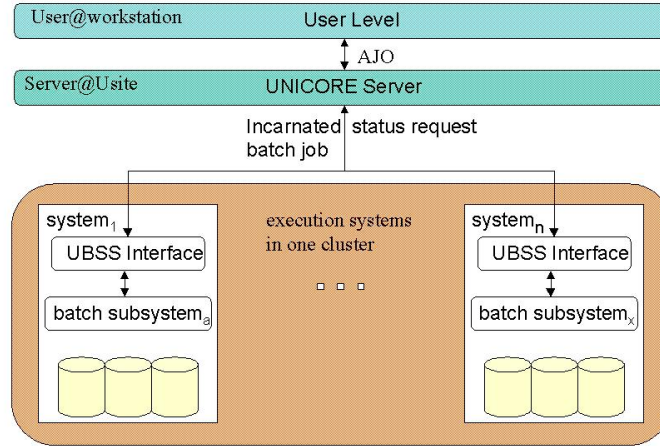 User@workstation
User Level
AJO
Server@Usite
UNICORE Server
Incarnated status request
batch job
system1
execution systems
in one cluster
systemn
UBSS Interface
UBSS Interface
batch subsystema
batch subsystemx